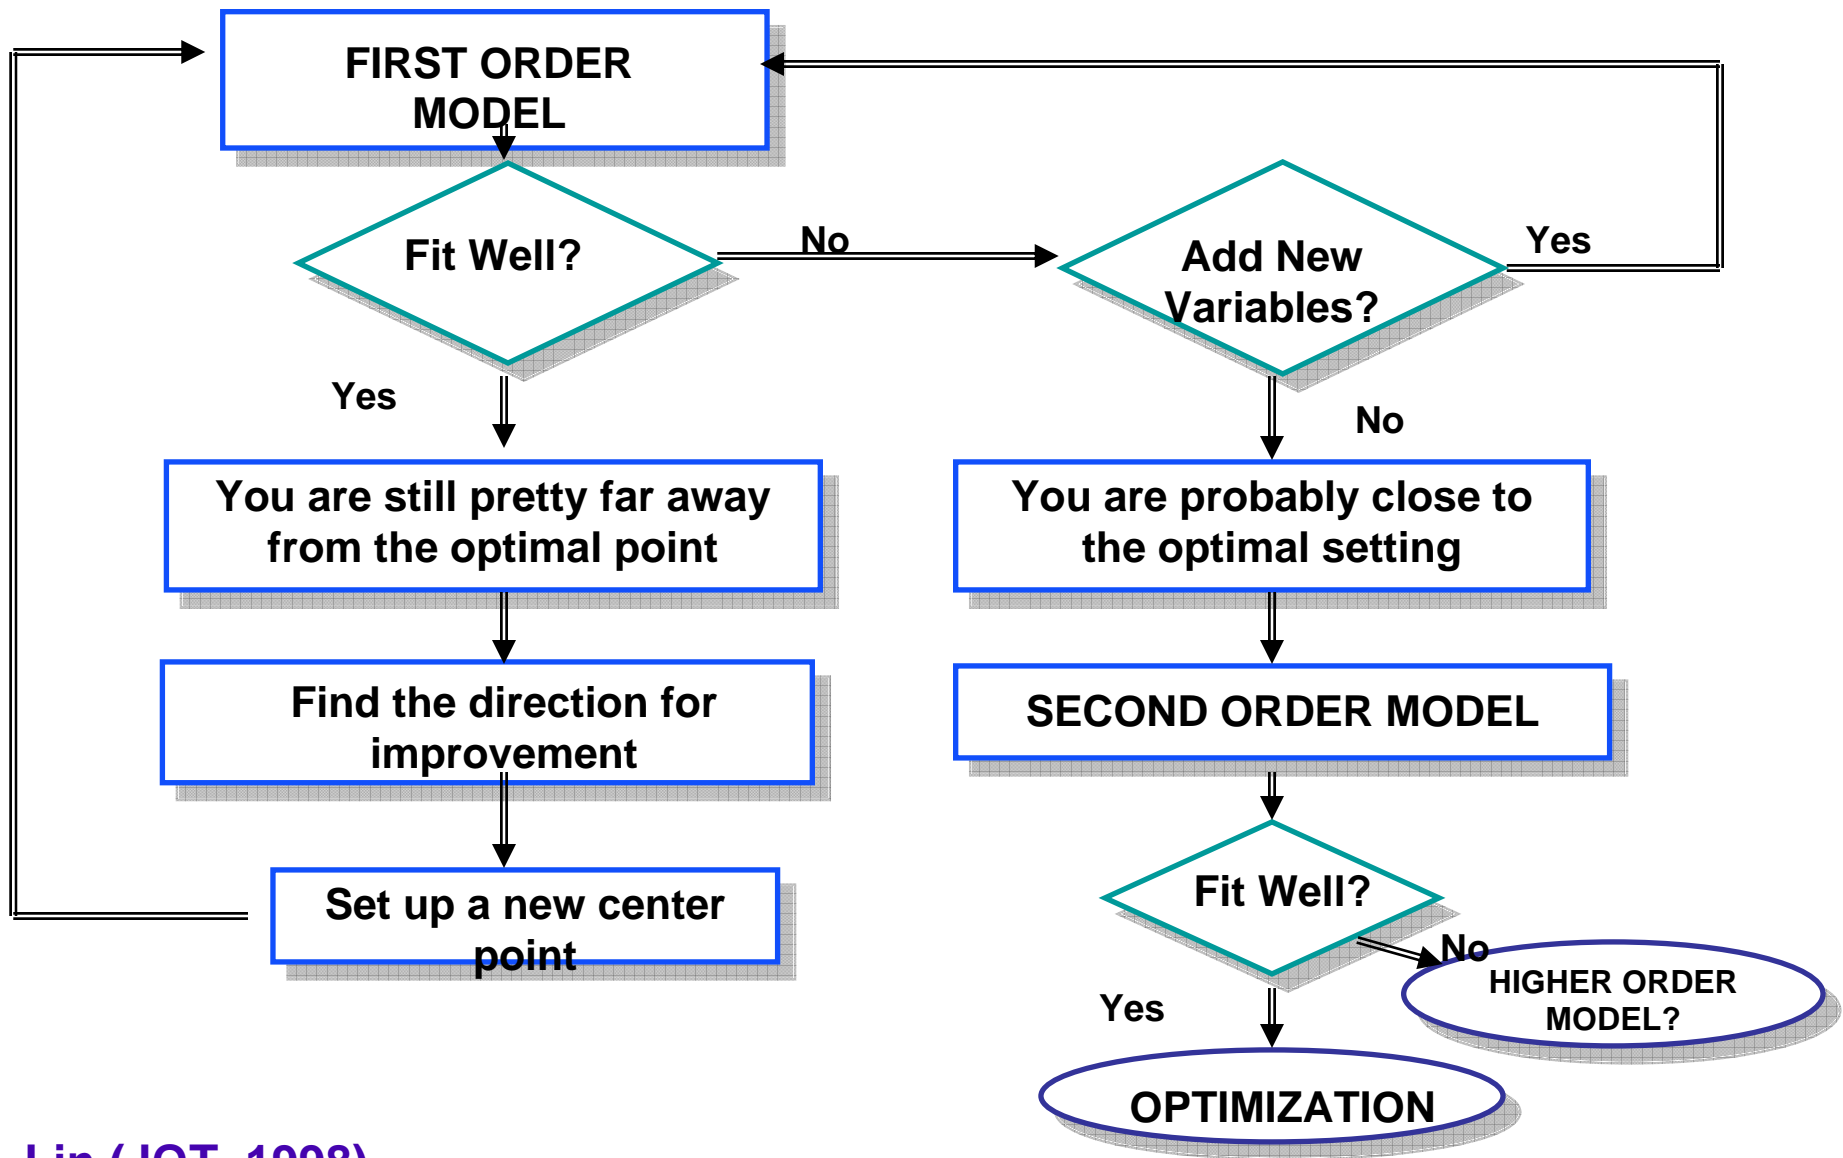 FIRST ORDER
MODEL
Fit Well?
No
Add New
Variables?
Yes
Yes
No
You are still pretty far away
from the optimal point
You are probably close to
the optimal setting
Find the direction for
improvement
SECOND ORDER MODEL
Set up a new center
point
Fit Well?
No
HIGHER ORDER
MODEL?
Yes
OPTIMIZATION
1998)